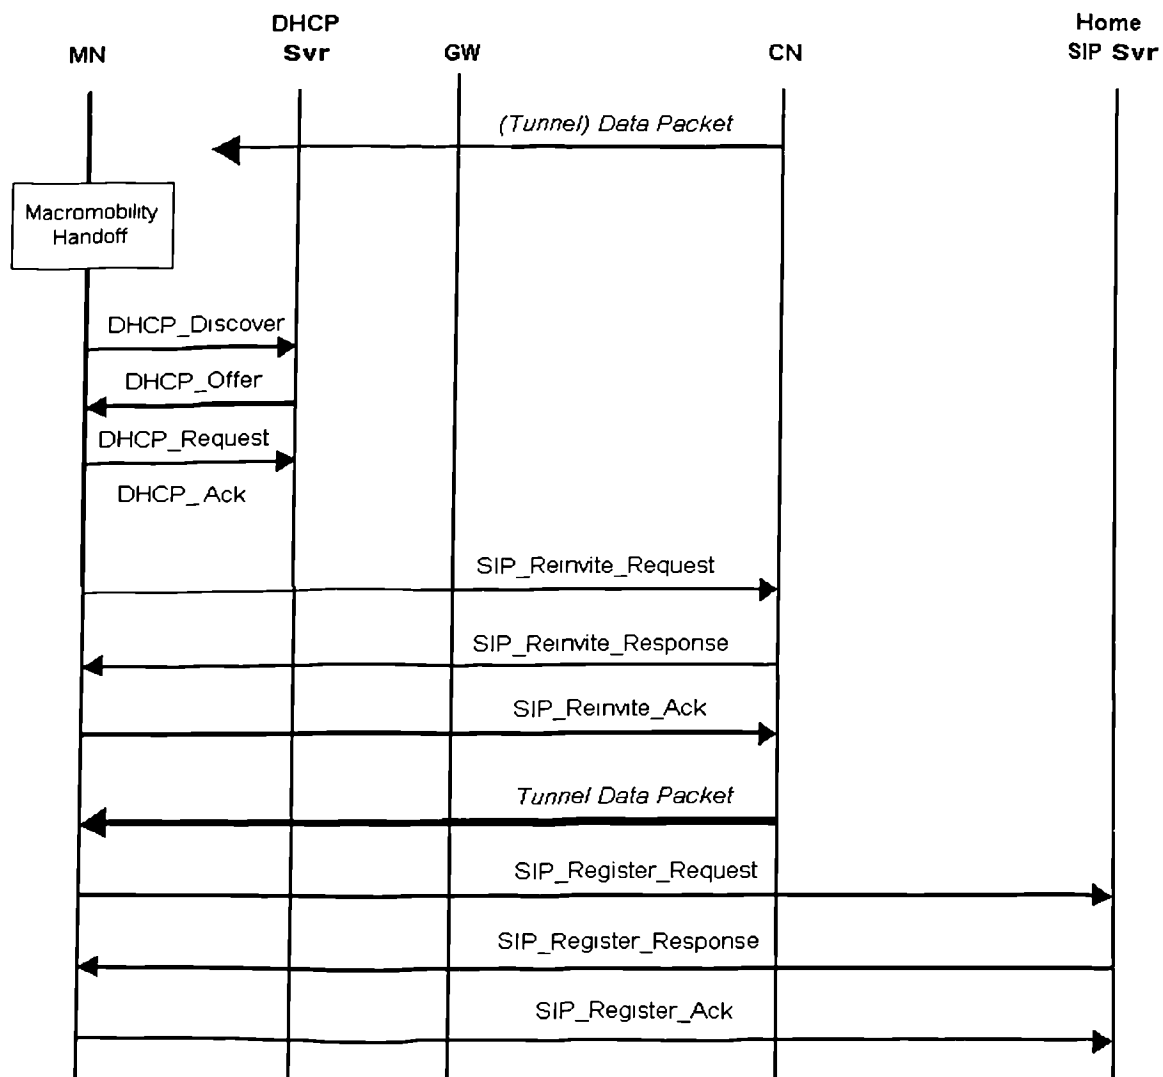 DHCP
Home
MN
Svr
GW
CN
SIP Svr
(Tunnel) Data Packet
Macromobility
Handoff
DHCP_Discover
DHCP_Offer
DHCP_Request
DHCP_Ack
SIP_Reinvite_Request
SIP_Reinvite_Response
SIP_Reinvite_Ack
Tunnel Data Packet
SIP_Register_Request
SIP_Register_Response
SIP_Register_Ack